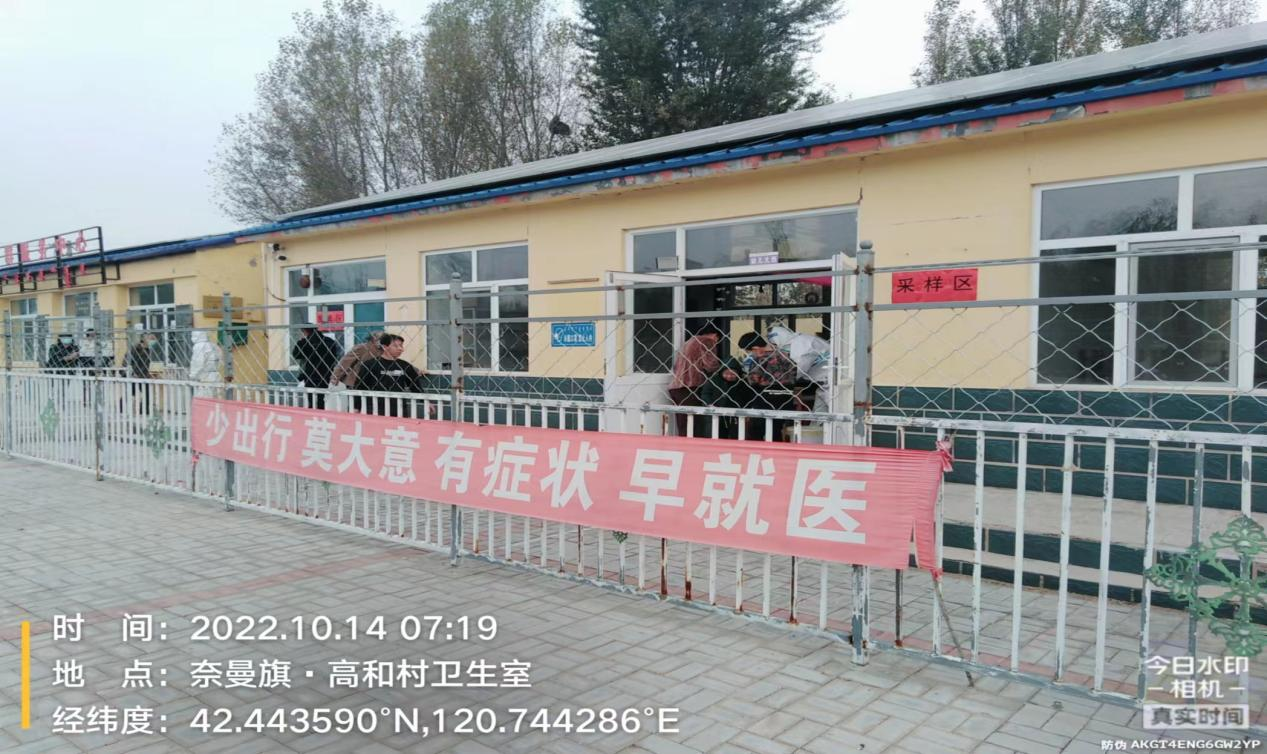 采样区
少出行 莫大意 有症状 早就医
时 间：2022.10.14 07:19
地 点：奈曼旗·高和村卫生室
经纬度：42.443590°N,120.744286°E
今日水印
相机
真实时间
防伪 AKGT4ENG6GW2YP